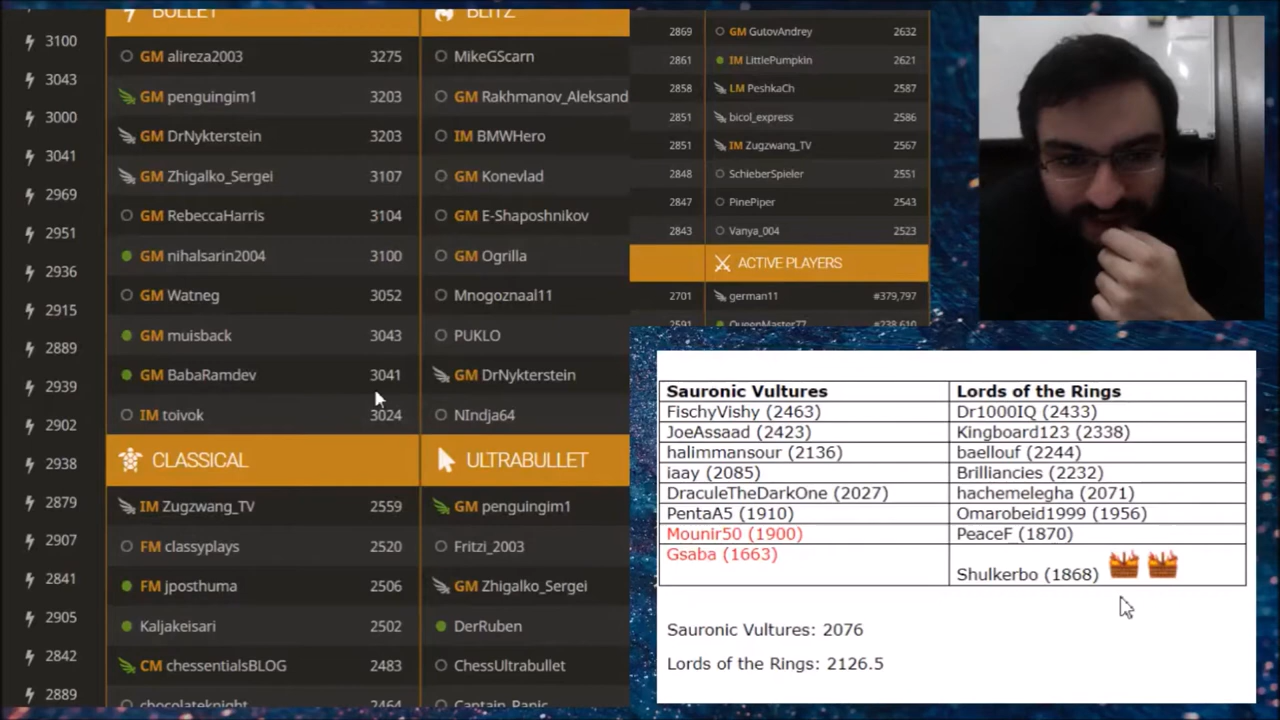 BULLET BLITZ
3100
3043
3000
3041
2969
2951
2936
2915
2889
2939
2902
2938
2879
2907
2841
2905
2842
2889
GM alireza2003 3275
GM penguingim1 3203
GM DrNykterstein 3203
GM Zhigalko_Sergei 3107
GM RebeccaHarris 3104
GM nihalsarin2004 3100
GM Watneg 3052
GM muisback 3043
GM BabaRamdev 3041
IM toivok 3024
CLASSICAL
IM Zugzwang_TV 2559
FM classyplays 2520
FM jposthuma 2506
Kaljakeisari 2502
CM chessentialsBLOG 2483
chocolateknight 2464
MikeGScarn
GM Rakhmanov_Aleksand
IM BMWHero
GM Konevlad
GM E-Shaposhnikov
GM Ogrilla
Mnogoznaal11
PUKLO
GM DrNykterstein
NIndja64
ULTRABULLET
GM penguingim1
Fritzi_2003
GM Zhigalko_Sergei
DerRuben
ChessUltrabullet
Captain_Panic
2869 GM GutovAndrey 2632
2861 IM LittlePumpkin 2621
2858 LM PeshkaCh 2587
2851 bicol_express 2586
2851 IM Zugzwang_TV 2567
2848 SchieberSpieler 2551
2847 PinePiper 2543
2843 Vanya_004 2523
ACTIVE PLAYERS
2701 german11 #379,797
2591 QueenMaster77 #238,610
Sauronic Vultures Lords of the Rings
FischyVishy (2463) Dr1000IQ (2433)
JoeAssaad (2423) Kingboard123 (2338)
halimmansour (2136) baellouf (2244)
iaay (2085) Brilliancies (2232)
DraculeTheDarkOne (2027) hachemelegha (2071)
PentaA5 (1910) Omarobeid1999 (1956)
Mounir50 (1900) PeaceF (1870)
Gsaba (1663) Shulkerbo (1868)
Sauronic Vultures: 2076
Lords of the Rings: 2126.5